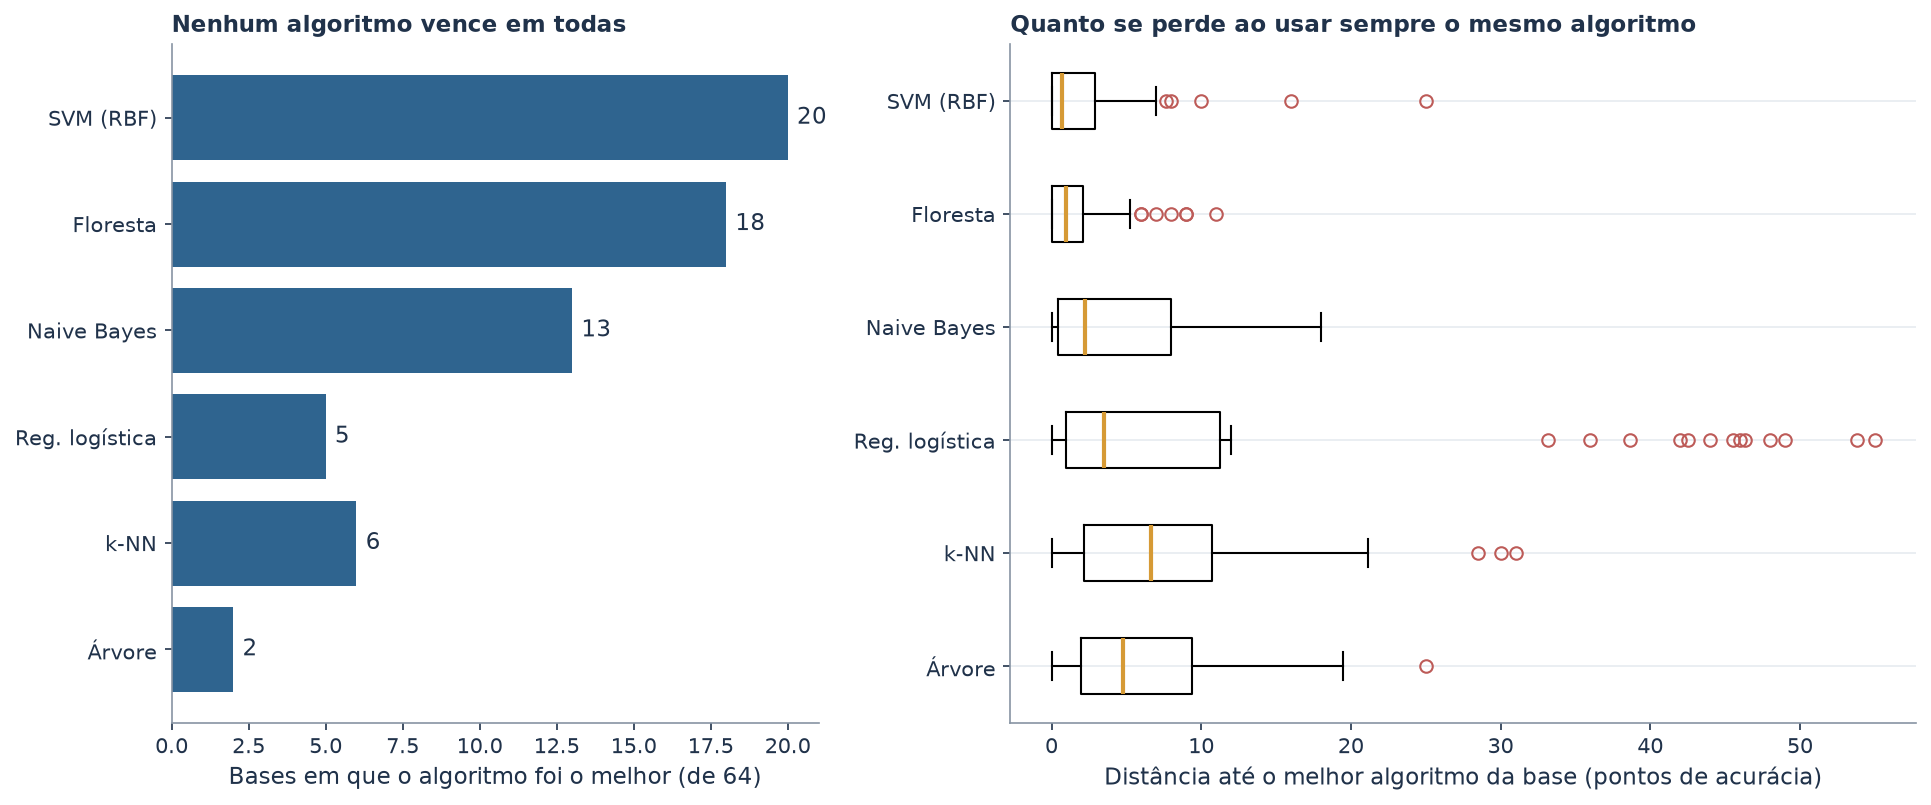 Nenhum algoritmo vence em todas
SVM (RBF)
20
Floresta
18
Naive Bayes
13
Reg. logística
5
k-NN
6
Árvore
2
0.0 2.5 5.0 7.5 10.0 12.5 15.0 17.5 20.0
Bases em que o algoritmo foi o melhor (de 64)
Quanto se perde ao usar sempre o mesmo algoritmo
SVM (RBF)
Floresta
Naive Bayes
Reg. logística
k-NN
Árvore
0 10 20 30 40 50
Distância até o melhor algoritmo da base (pontos de acurácia)